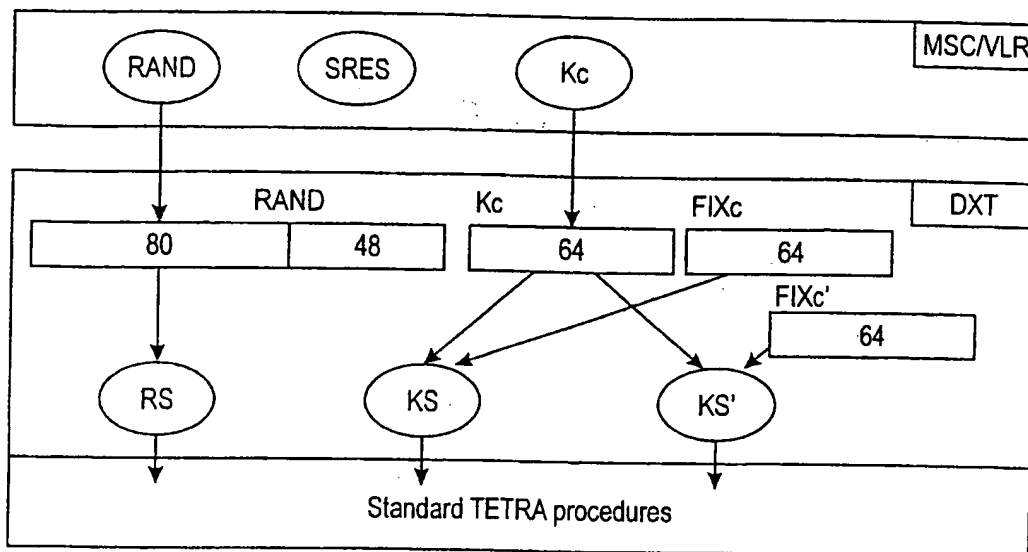 MSC/VLR
RAND
SRES
Kc
DXT
RAND
Kc
FIXc
80
48
64
64
FIXc'
64
RS
KS
KS'
Standard TETRA procedures